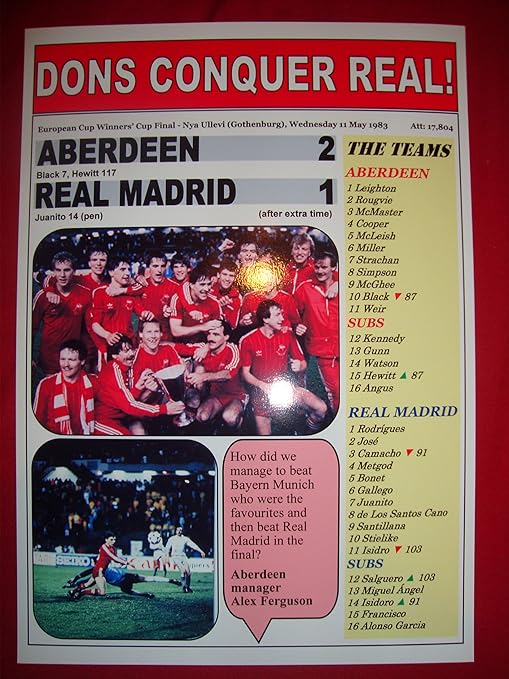 DONS CONQUER REAL!
European Cup Winners' Cup Final - Nya Ullevi (Gothenburg), Wednesday 11 May 1983 Att: 17,804
ABERDEEN 2
Black 7, Hewitt 117
REAL MADRID 1
Juanito 14 (pen) (after extra time)
THE TEAMS
ABERDEEN
1 Leighton
2 Rougvie
3 McMaster
4 Cooper
5 McLeish
6 Miller
7 Strachan
8 Simpson
9 McGhee
10 Black ▼ 87
11 Weir
SUBS
12 Kennedy
13 Gunn
14 Watson
15 Hewitt ▲ 87
16 Angus
REAL MADRID
1 Rodrígues
2 José
3 Camacho ▼ 91
4 Metgod
5 Bonet
6 Gallego
7 Juanito
8 de Los Santos Cano
9 Santillana
10 Stielike
11 Isidro ▼ 103
SUBS
12 Salguero ▲ 103
13 Miguel Ángel
14 Isidoro ▲ 91
15 Francisco
16 Alonso Garcia
How did we
manage to beat
Bayern Munich
who were the
favourites and
then beat Real
Madrid in the
final?
Aberdeen
manager
Alex Ferguson